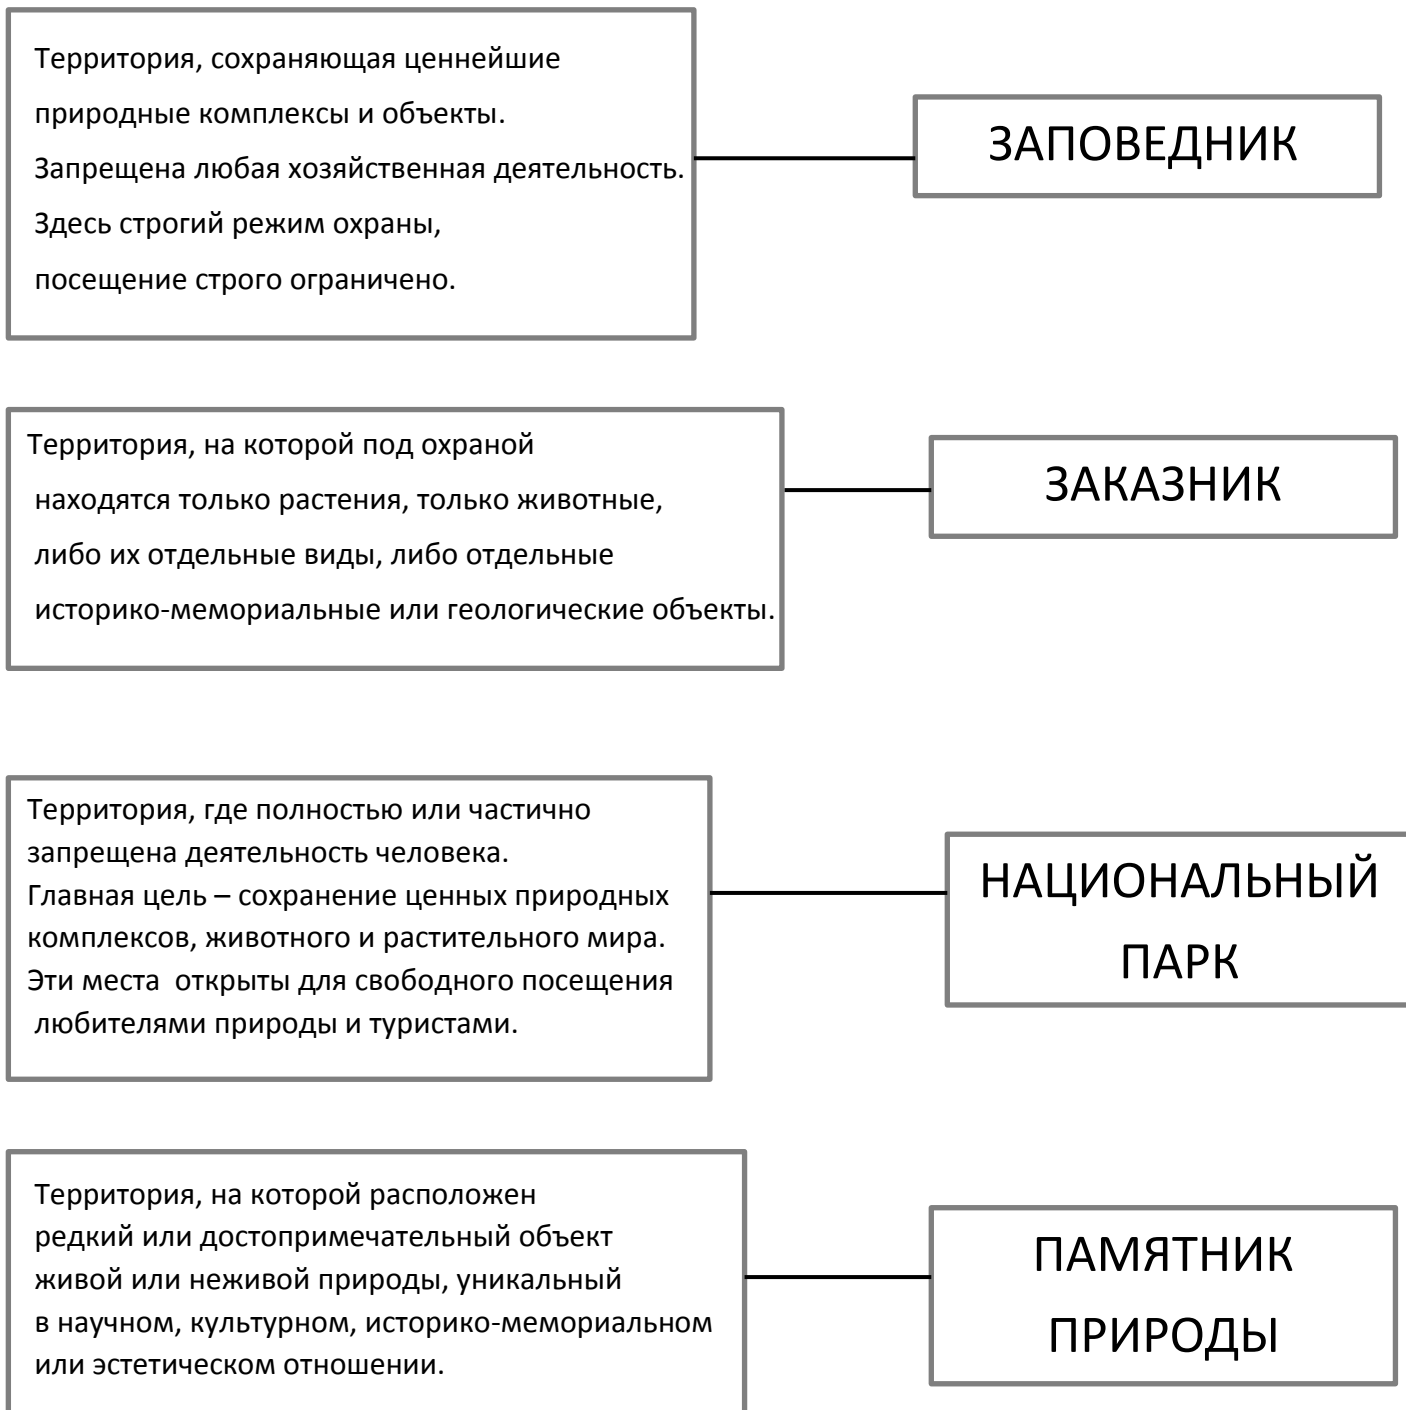 Территория, сохраняющая ценнейшие
природные комплексы и объекты.
Запрещена любая хозяйственная деятельность.
Здесь строгий режим охраны,
посещение строго ограничено.
ЗАПОВЕДНИК
Территория, на которой под охраной
находятся только растения, только животные,
либо их отдельные виды, либо отдельные
историко-мемориальные или геологические объекты.
ЗАКАЗНИК
Территория, где полностью или частично
запрещена деятельность человека.
Главная цель – сохранение ценных природных
комплексов, животного и растительного мира.
Эти места открыты для свободного посещения
любителями природы и туристами.
НАЦИОНАЛЬНЫЙ
ПАРК
Территория, на которой расположен
редкий или достопримечательный объект
живой или неживой природы, уникальный
в научном, культурном, историко-мемориальном
или эстетическом отношении.
ПАМЯТНИК
ПРИРОДЫ